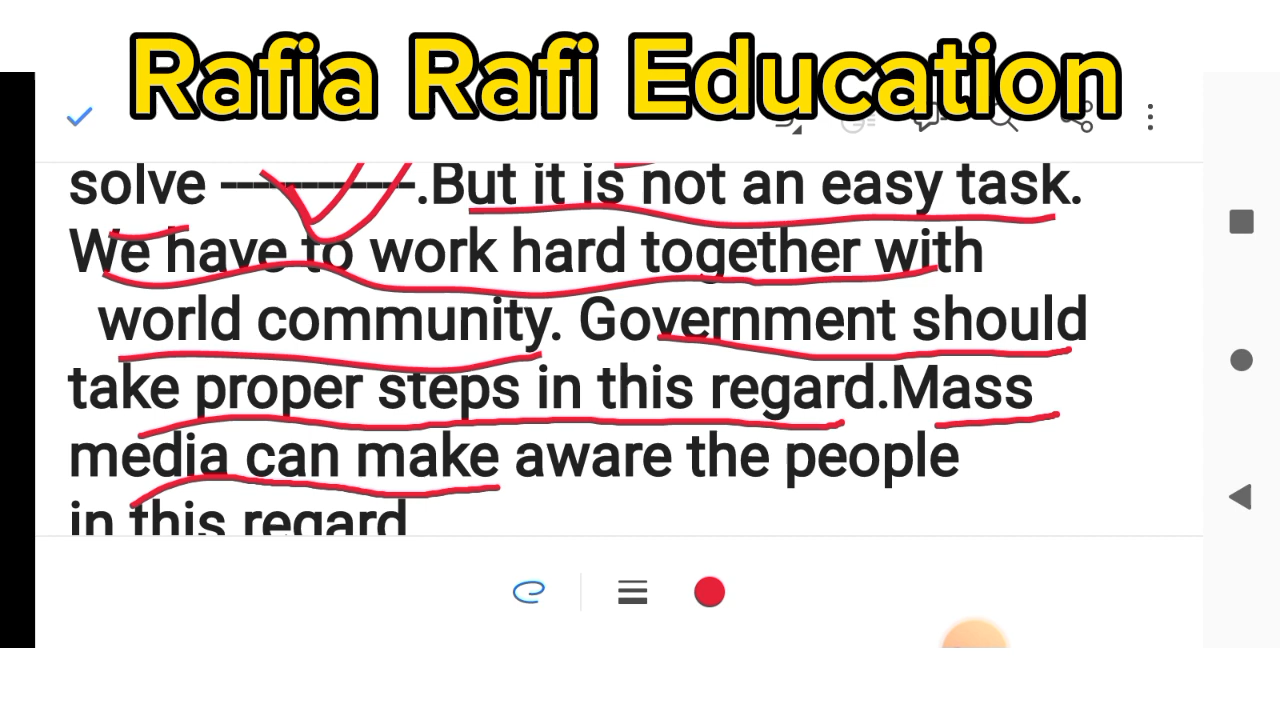 Rafia Rafi Education
solve ----------.But it is not an easy task.
We have to work hard together with
world community. Government should
take proper steps in this regard.Mass
media can make aware the people
in this regard